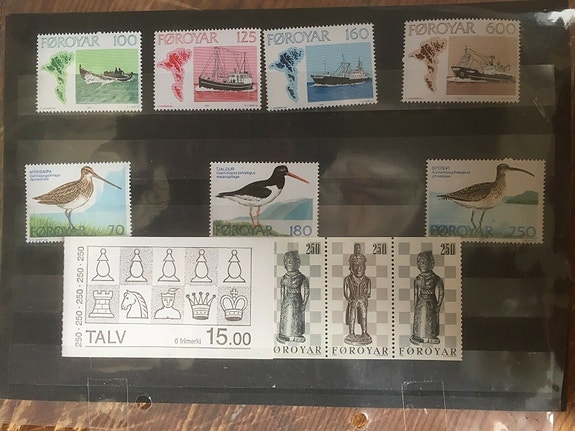 FØROYAR 100
FØROYAR 125
FØROYAR 160
FØROYAR 600
MÝRISNÍPA
FØROYAR
70
TJALDUR
FØROYAR
180
SPÓGVI
FØROYAR
250
250 · 250 · 250 · 250 · 250
TALV
6 frímerki
15.00
250
FØROYAR
250
FØROYAR
250
FØROYAR